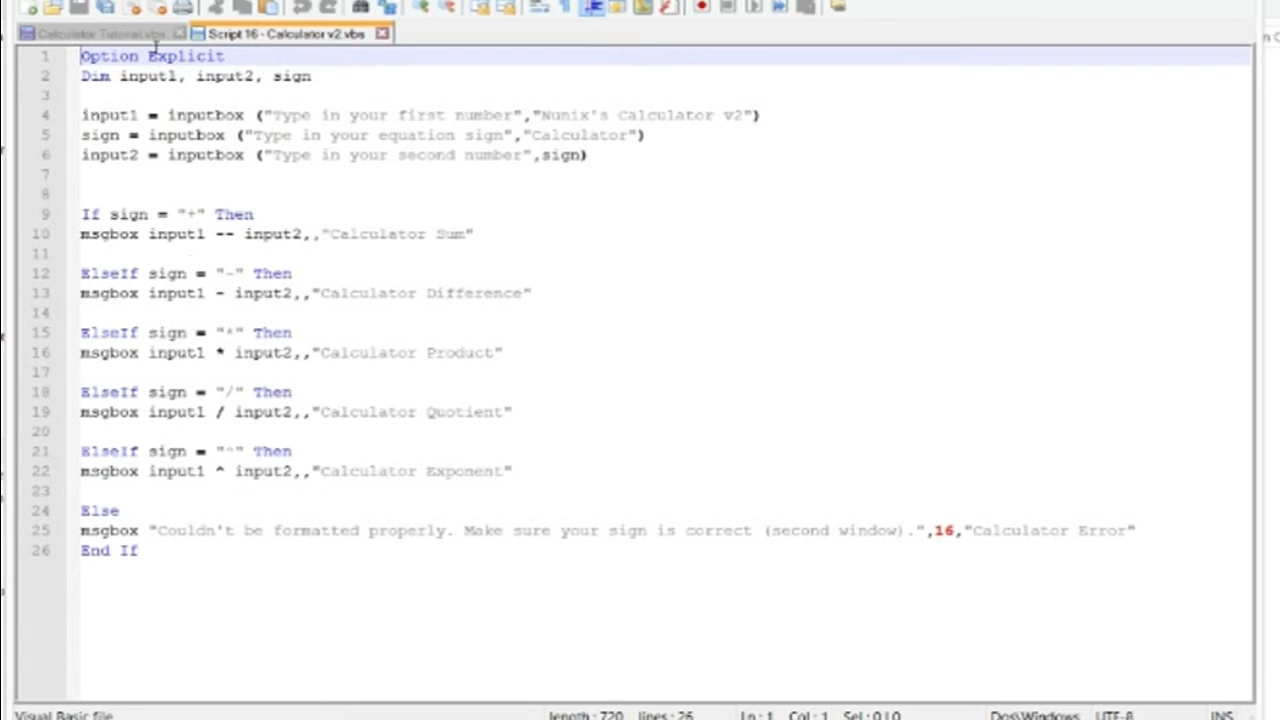 Calculator Tutorial.vbs Script 16 - Calculator v2.vbs
1 Option Explicit
2 Dim input1, input2, sign
3
4 input1 = inputbox ("Type in your first number","Nunix's Calculator v2")
5 sign = inputbox ("Type in your equation sign","Calculator")
6 input2 = inputbox ("Type in your second number",sign)
7
8
9 If sign = "+" Then
10 msgbox input1 -- input2,,"Calculator Sum"
11
12 ElseIf sign = "-" Then
13 msgbox input1 - input2,,"Calculator Difference"
14
15 ElseIf sign = "*" Then
16 msgbox input1 * input2,,"Calculator Product"
17
18 ElseIf sign = "/" Then
19 msgbox input1 / input2,,"Calculator Quotient"
20
21 ElseIf sign = "^" Then
22 msgbox input1 ^ input2,,"Calculator Exponent"
23
24 Else
25 msgbox "Couldn't be formatted properly. Make sure your sign is correct (second window).",16,"Calculator Error"
26 End If
Visual Basic file length : 720 lines : 26 Ln : 1 Col : 1 Sel : 0 | 0 Dos\Windows UTF-8 INS